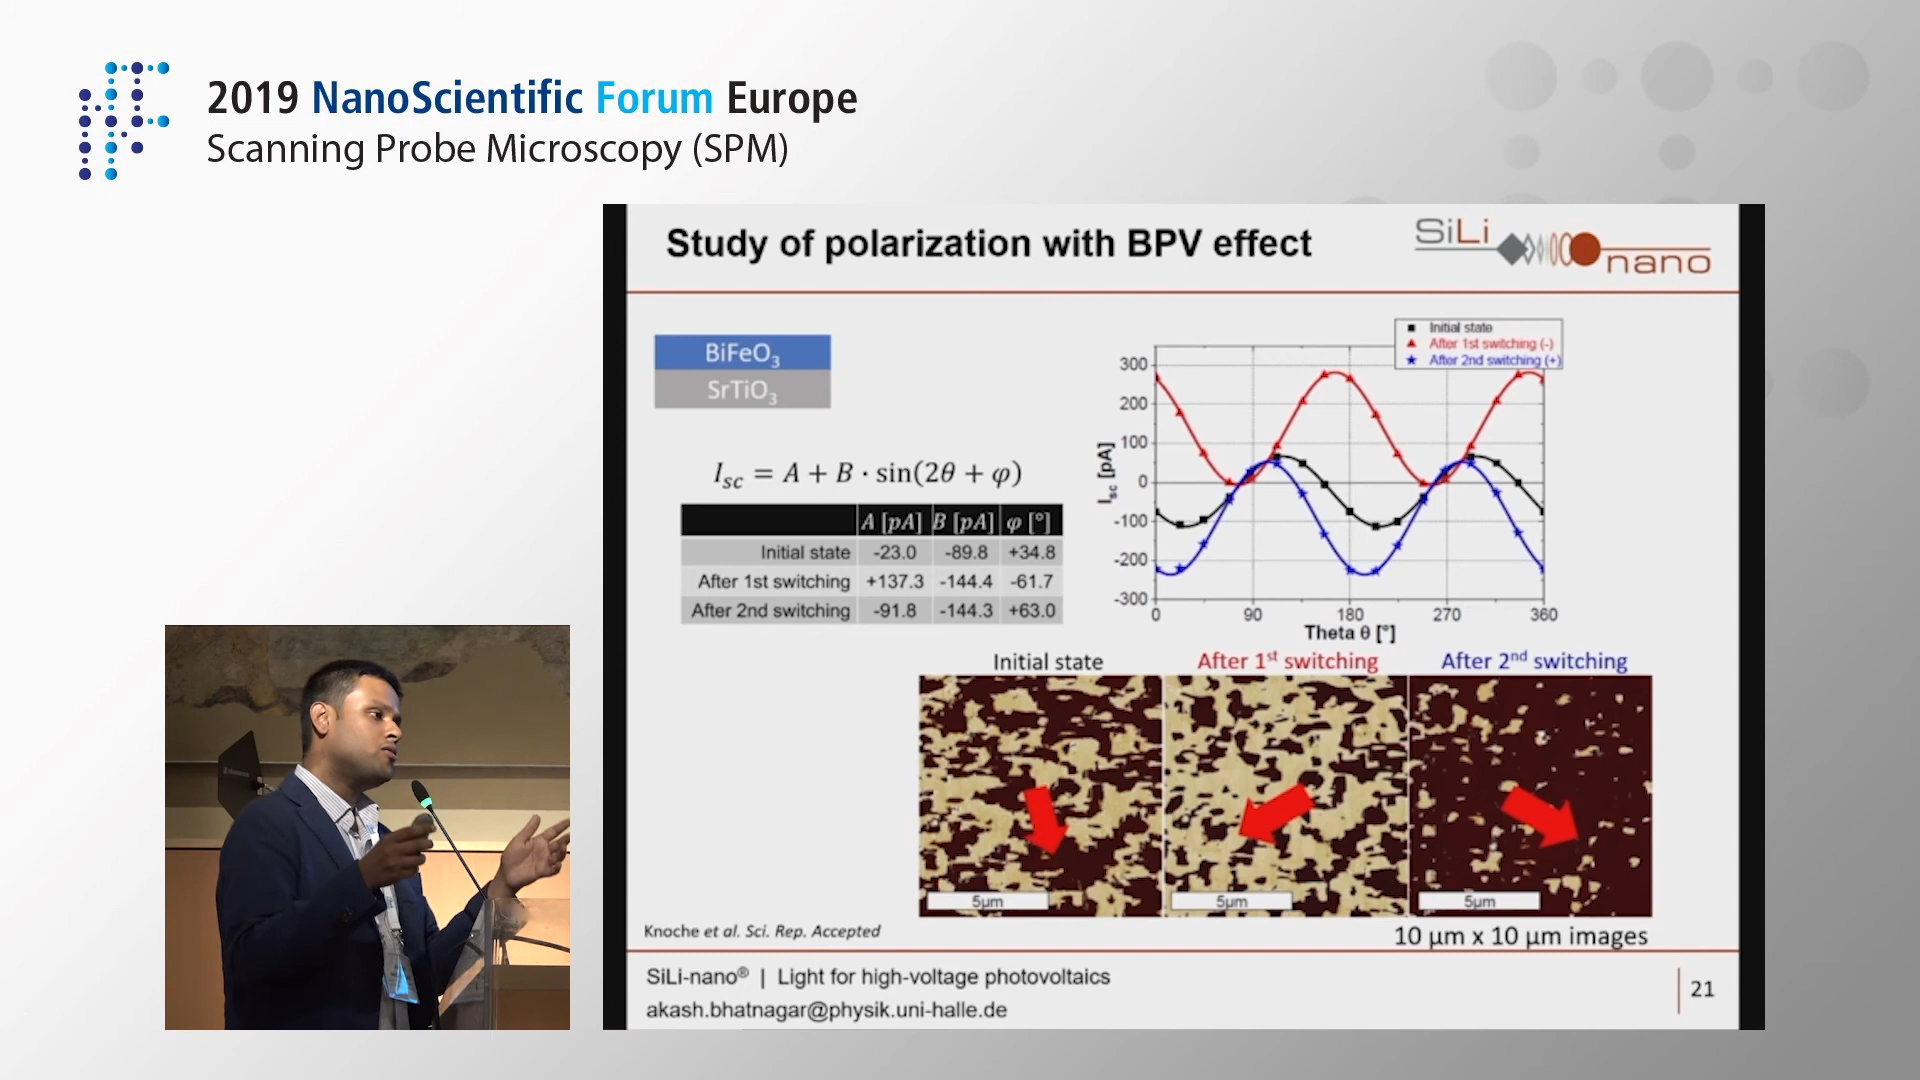 2019 NanoScientific Forum Europe
Scanning Probe Microscopy (SPM)
Study of polarization with BPV effect
SiLi nano
BiFeO₃
SrTiO₃
I_sc = A + B · sin(2θ + φ)
A [pA] B [pA] φ [°]
Initial state -23.0 -89.8 +34.8
After 1st switching +137.3 -144.4 -61.7
After 2nd switching -91.8 -144.3 +63.0
Initial state
After 1st switching (-)
After 2nd switching (+)
I_sc [pA]
300
200
100
0
-100
-200
-300
0 90 180 270 360
Theta θ [°]
Initial state After 1st switching After 2nd switching
5µm 5µm 5µm
Knoche et al. Sci. Rep. Accepted
10 µm x 10 µm images
SiLi-nano® | Light for high-voltage photovoltaics
akash.bhatnagar@physik.uni-halle.de
21